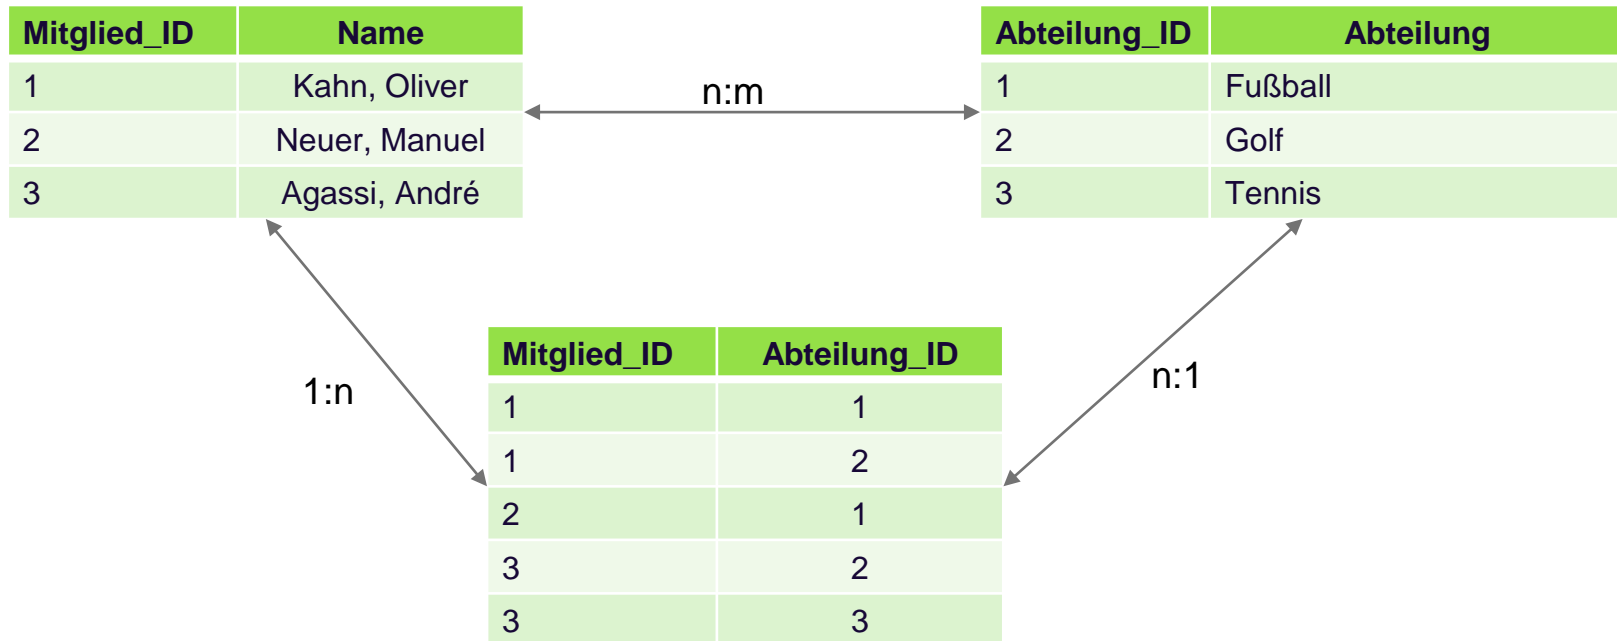 Mitglied_ID Name
1 Kahn, Oliver
2 Neuer, Manuel
3 Agassi, André
n:m
Abteilung_ID Abteilung
1 Fußball
2 Golf
3 Tennis
1:n
n:1
Mitglied_ID Abteilung_ID
1 1
1 2
2 1
3 2
3 3